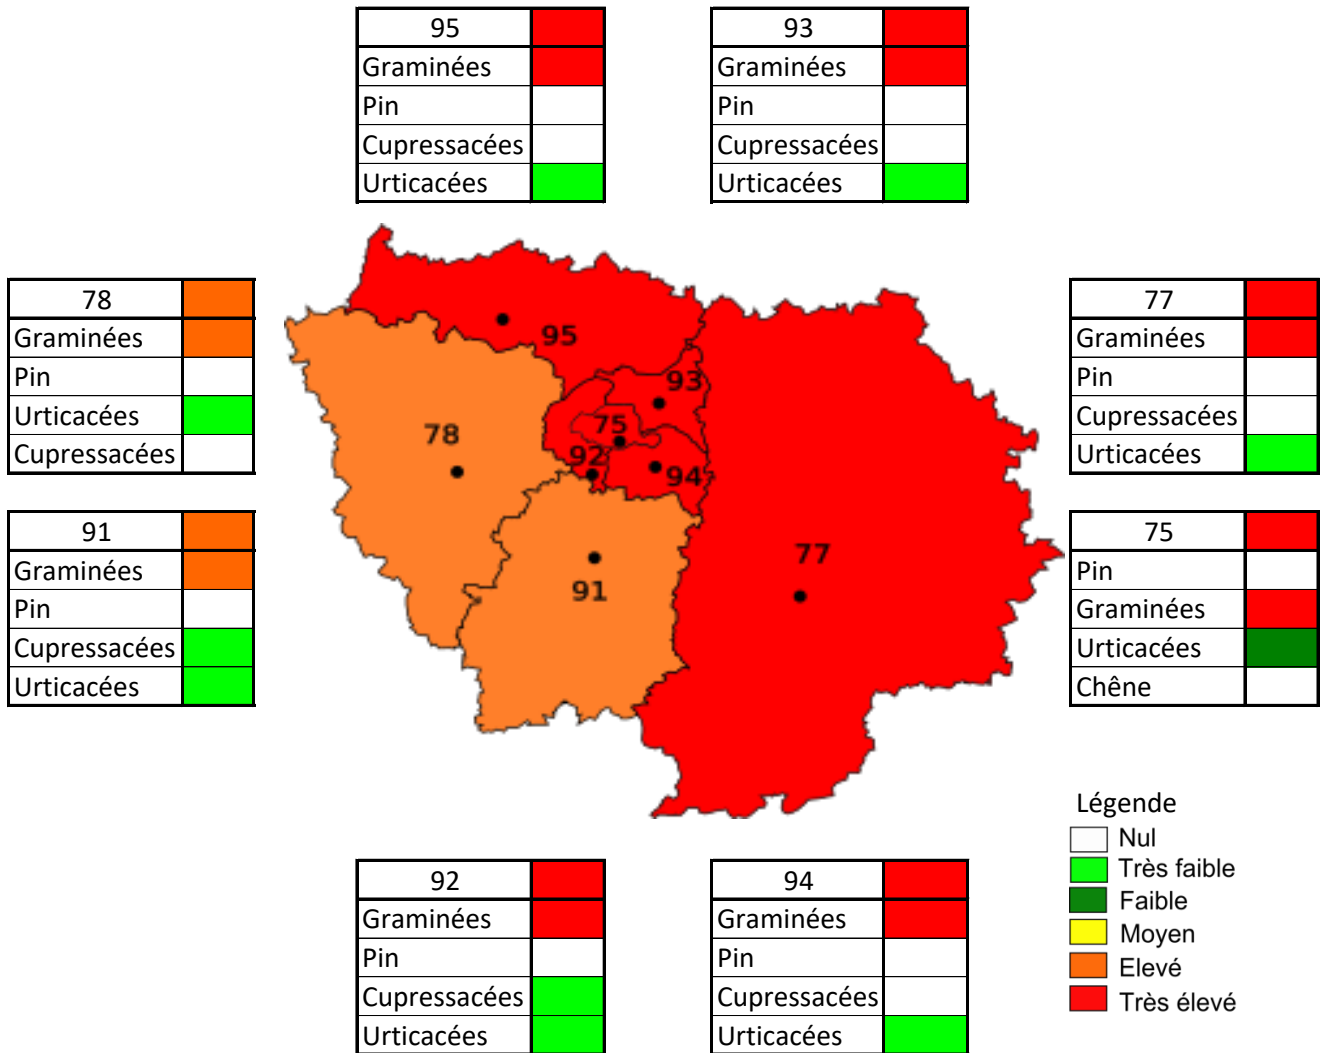 95
Graminées
Pin
Cupressacées
Urticacées
93
Graminées
Pin
Cupressacées
Urticacées
78
Graminées
Pin
Urticacées
Cupressacées
91
Graminées
Pin
Cupressacées
Urticacées
95
93
75
78
92
94
77
91
77
Graminées
Pin
Cupressacées
Urticacées
75
Pin
Graminées
Urticacées
Chêne
92
Graminées
Pin
Cupressacées
Urticacées
94
Graminées
Pin
Cupressacées
Urticacées
Légende
Nul
Très faible
Faible
Moyen
Elevé
Très élevé